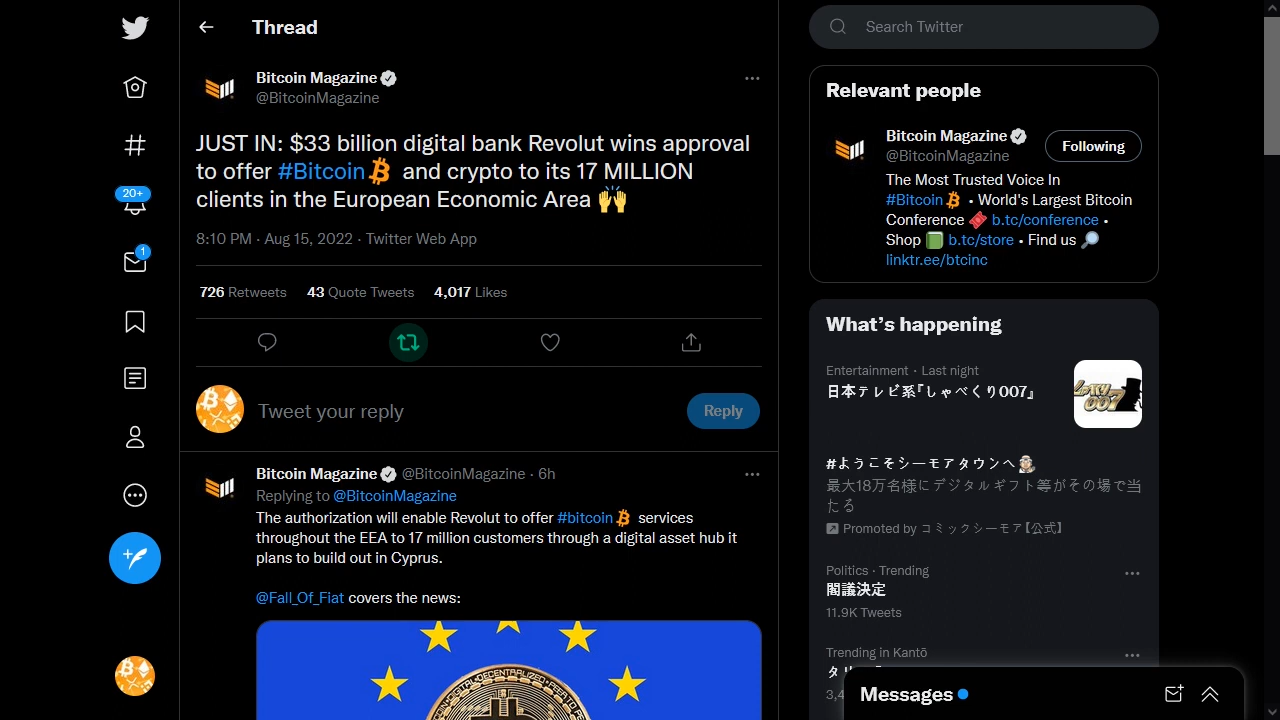 Thread
Bitcoin Magazine
@BitcoinMagazine
JUST IN: $33 billion digital bank Revolut wins approval
to offer #Bitcoin and crypto to its 17 MILLION
clients in the European Economic Area 🙌
8:10 PM · Aug 15, 2022 · Twitter Web App
726 Retweets 43 Quote Tweets 4,017 Likes
Tweet your reply
Reply
Bitcoin Magazine @BitcoinMagazine · 6h
Replying to @BitcoinMagazine
The authorization will enable Revolut to offer #bitcoin services
throughout the EEA to 17 million customers through a digital asset hub it
plans to build out in Cyprus.
@Fall_Of_Fiat covers the news:
20+
1
Search Twitter
Relevant people
Bitcoin Magazine
@BitcoinMagazine
Following
The Most Trusted Voice In
#Bitcoin • World's Largest Bitcoin
Conference 🎟️ b.tc/conference •
Shop 📗 b.tc/store • Find us 🔎
linktr.ee/btcinc
What's happening
Entertainment · Last night
日本テレビ系『しゃべくり007』
007
#ようこそシーモアタウンへ
最大18万名様にデジタルギフト等がその場で当
たる
Promoted by コミックシーモア【公式】
Politics · Trending
閣議決定
11.9K Tweets
Trending in Kantō
Messages